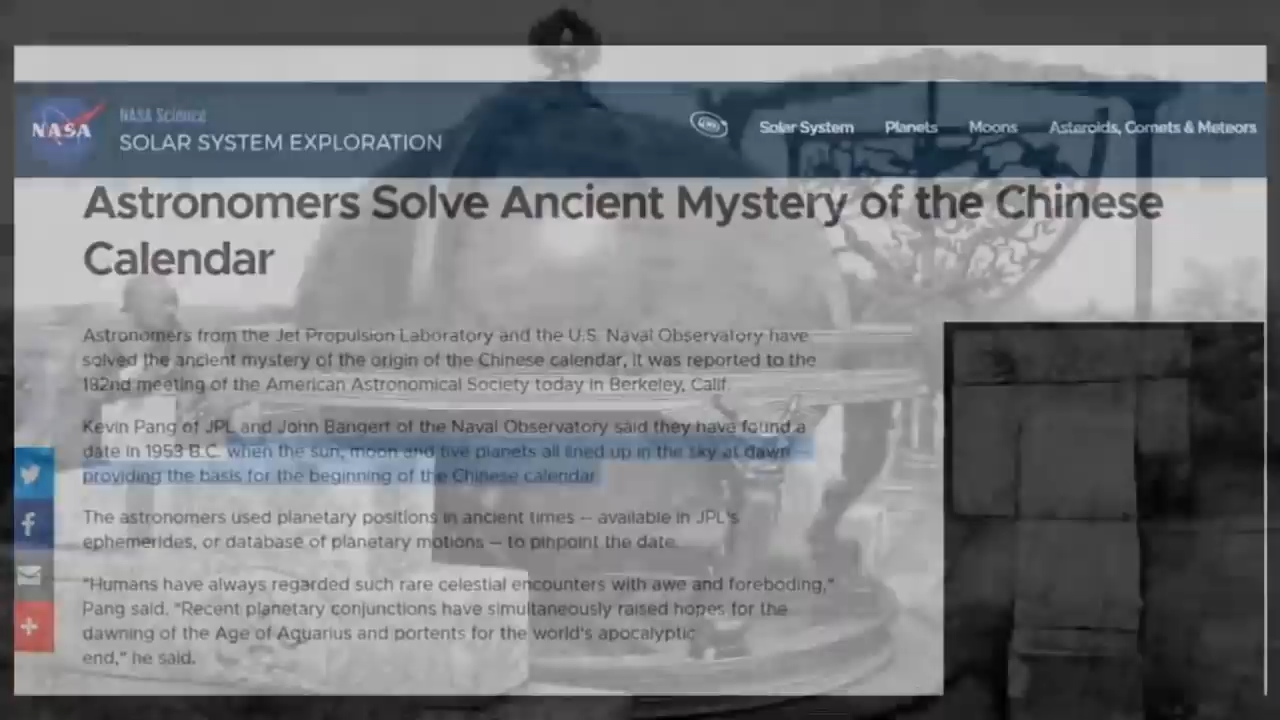 NASA
NASA Science
SOLAR SYSTEM EXPLORATION
Solar System Planets Moons Asteroids, Comets & Meteors
Astronomers Solve Ancient Mystery of the Chinese
Calendar
Astronomers from the Jet Propulsion Laboratory and the U.S. Naval Observatory have
solved the ancient mystery of the origin of the Chinese calendar, it was reported to the
182nd meeting of the American Astronomical Society today in Berkeley, Calif.
Kevin Pang of JPL and John Bangert of the Naval Observatory said they have found a
date in 1953 B.C. when the sun, moon and five planets all lined up in the sky at dawn --
providing the basis for the beginning of the Chinese calendar.
The astronomers used planetary positions in ancient times -- available in JPL's
ephemerides, or database of planetary motions -- to pinpoint the date.
"Humans have always regarded such rare celestial encounters with awe and foreboding,"
Pang said. "Recent planetary conjunctions have simultaneously raised hopes for the
dawning of the Age of Aquarius and portents for the world's apocalyptic
end," he said.